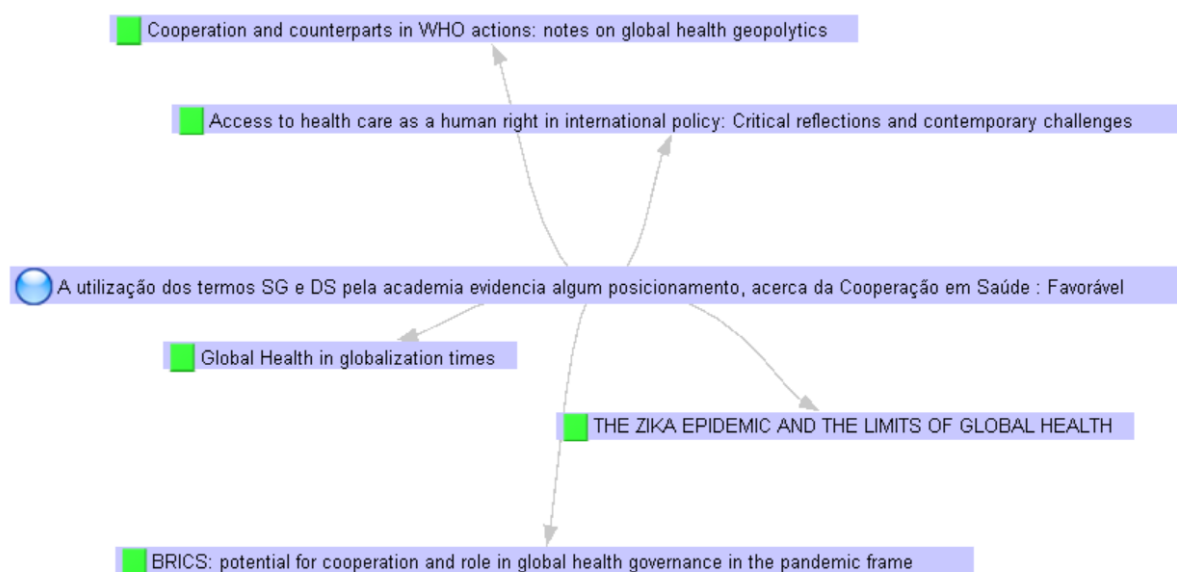 Cooperation and counterparts in WHO actions: notes on global health geopolytics
Access to health care as a human right in international policy: Critical reflections and contemporary challenges
A utilização dos termos SG e DS pela academia evidencia algum posicionamento, acerca da Cooperação em Saúde : Favorável
Global Health in globalization times
THE ZIKA EPIDEMIC AND THE LIMITS OF GLOBAL HEALTH
BRICS: potential for cooperation and role in global health governance in the pandemic frame